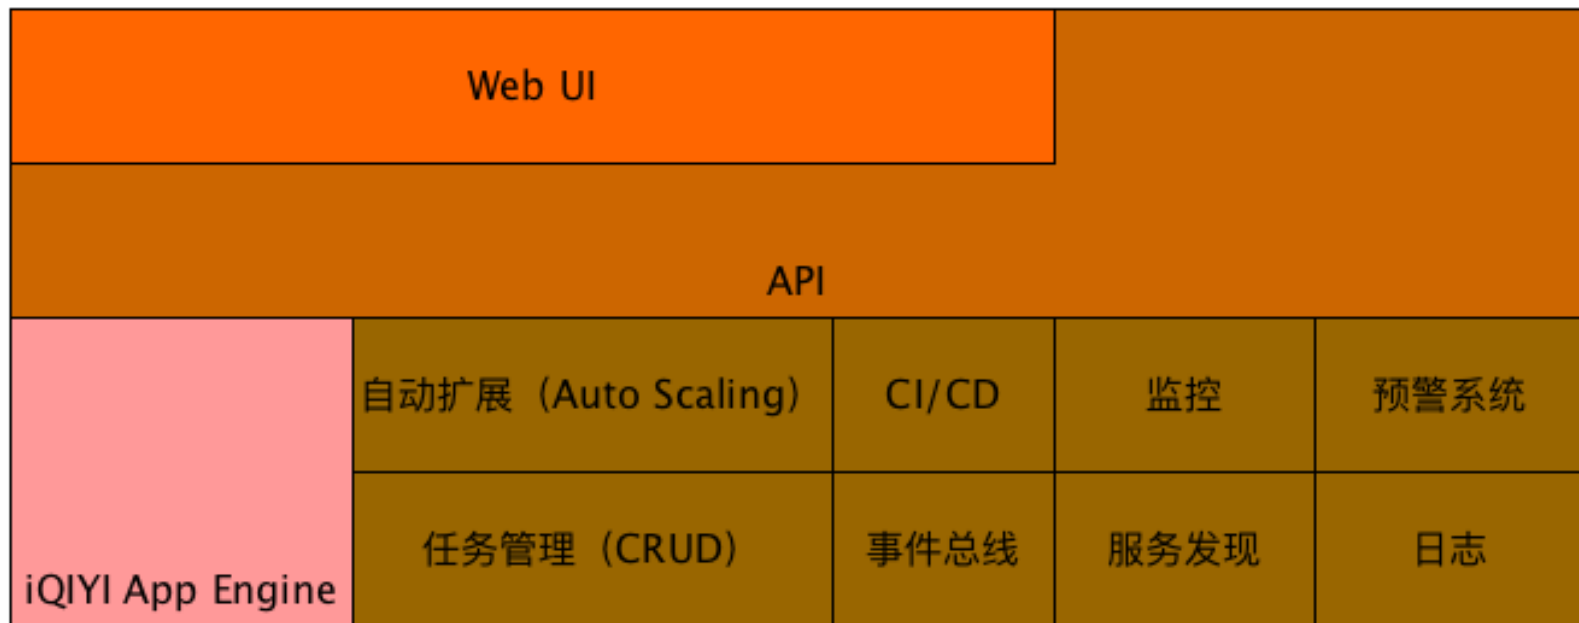 Web UI
API
自动扩展（Auto Scaling）
CI/CD
监控
预警系统
任务管理（CRUD）
事件总线
服务发现
日志
iQIYI App Engine